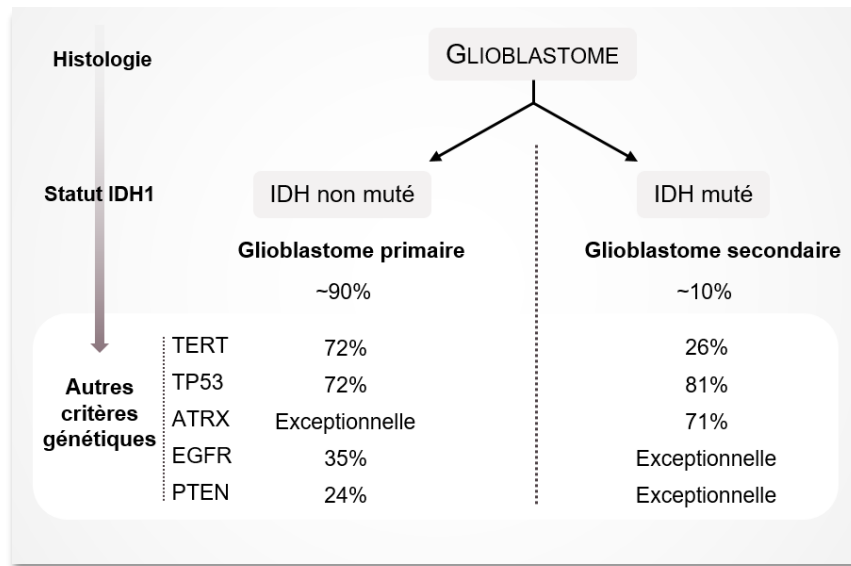 Histologie
GLIOBLASTOME
Statut IDH1
IDH non muté
IDH muté
Glioblastome primaire
Glioblastome secondaire
~90%
~10%
Autres
critères
génétiques
TERT 72% 26%
TP53 72% 81%
ATRX Exceptionnelle 71%
EGFR 35% Exceptionnelle
PTEN 24% Exceptionnelle